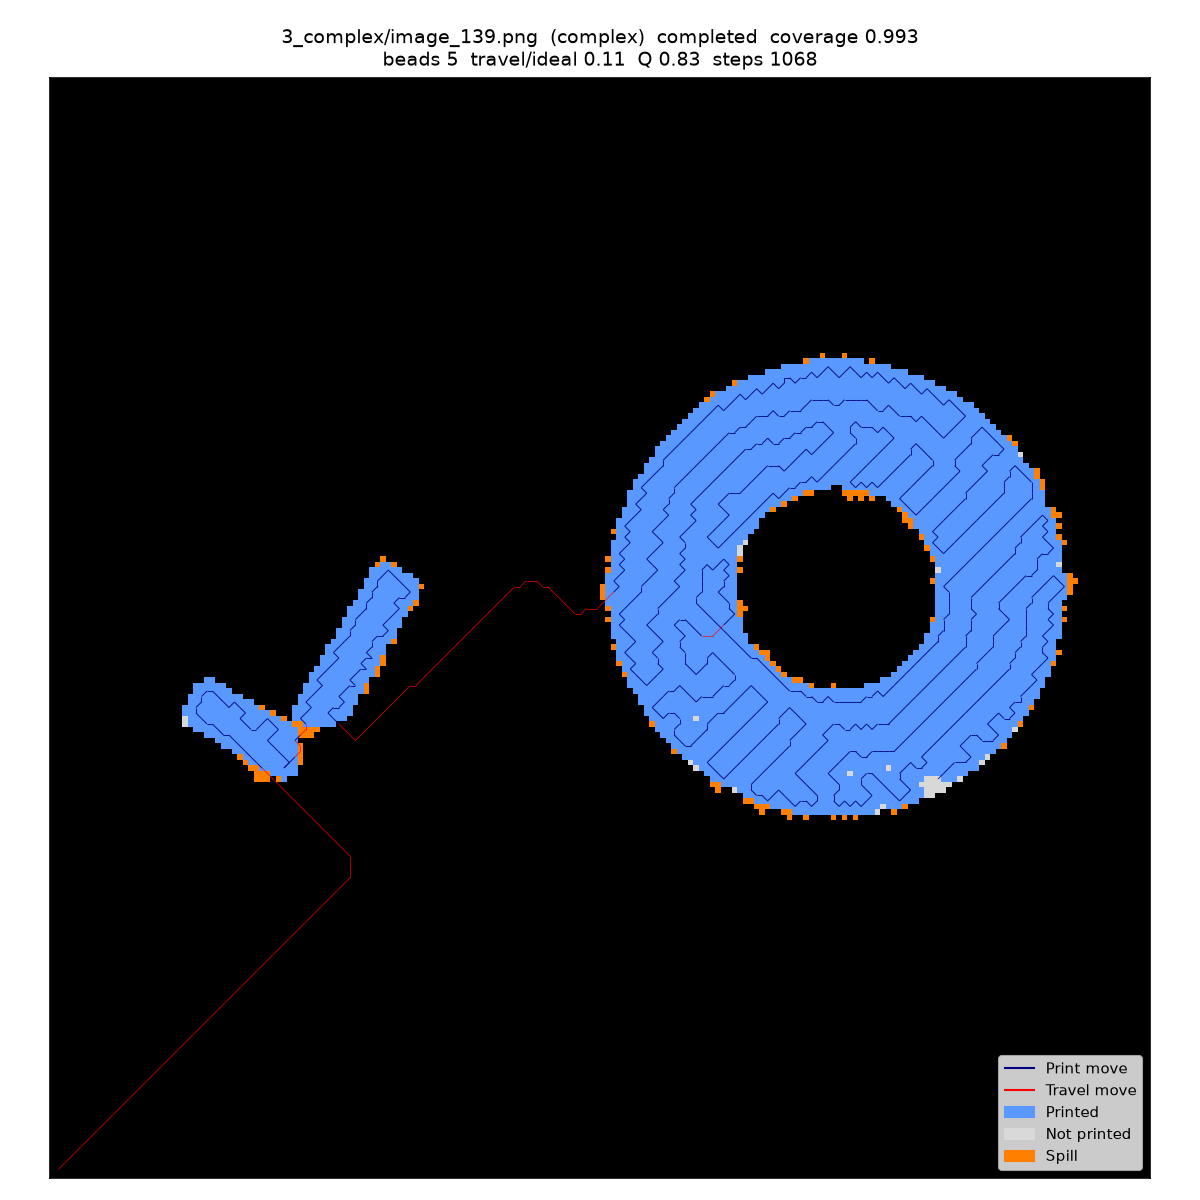 3_complex/image_139.png  (complex)  completed  coverage 0.993
beads 5  travel/ideal 0.11  Q 0.83  steps 1068
Print move
Travel move
Printed
Not printed
Spill